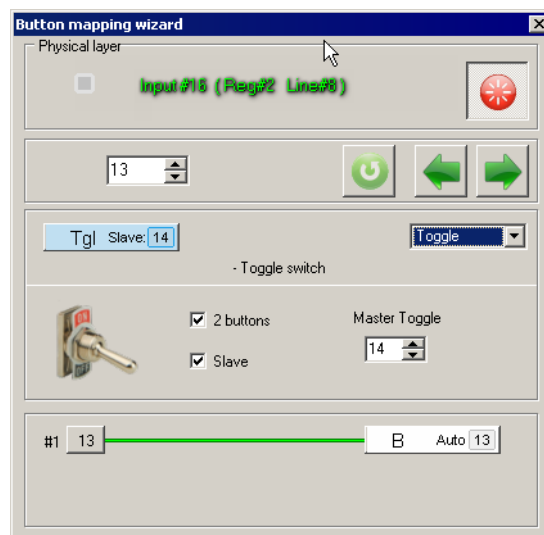 Button mapping wizard
Physical layer
Input #16 (Reg#2 Line#8)
13
Tgl Slave: 14
Toggle
- Toggle switch
ON
2 buttons
Master Toggle
14
Slave
#1 13
B Auto 13